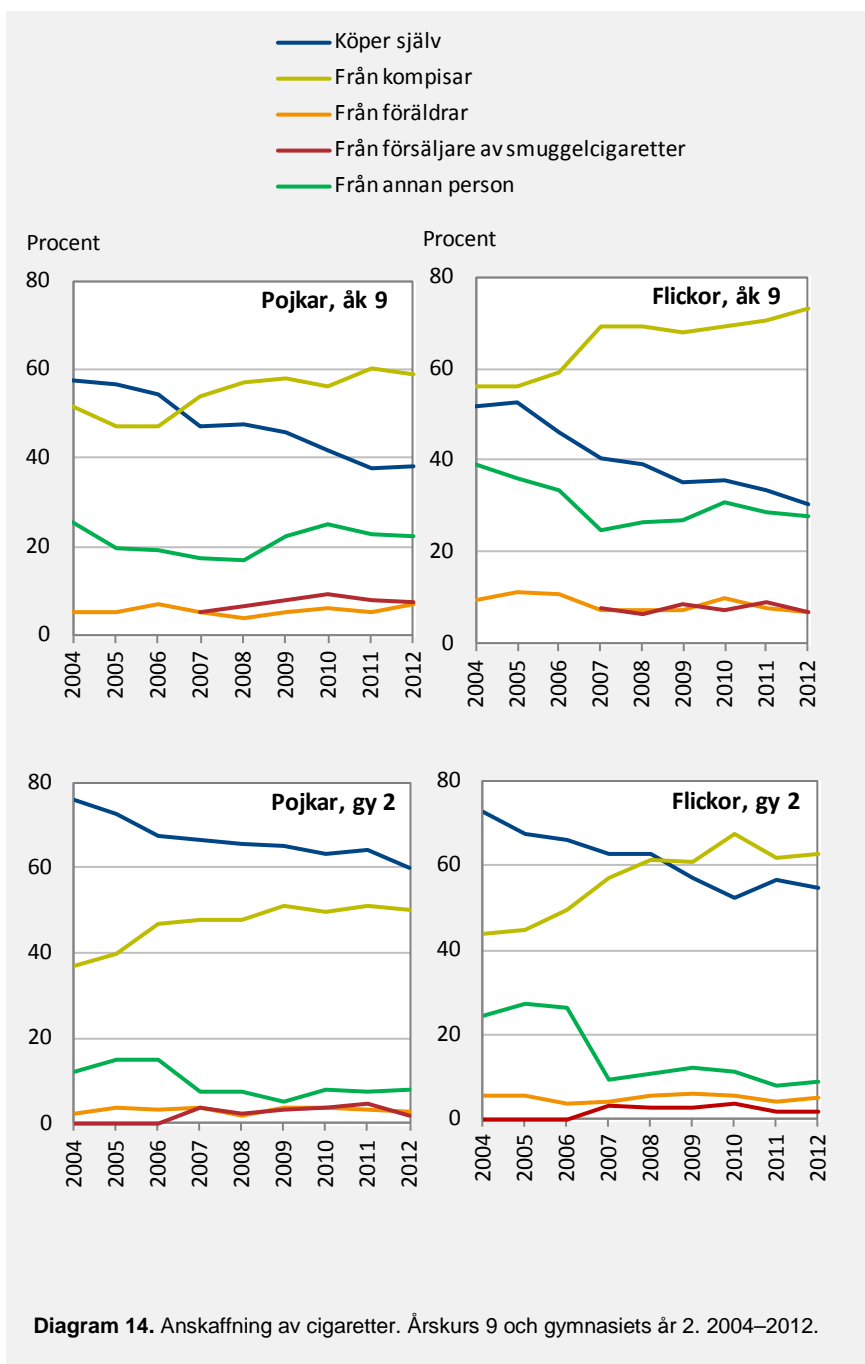 Köper själv
Från kompisar
Från föräldrar
Från försäljare av smuggelcigaretter
Från annan person
Procent
Pojkar, åk 9
80
60
40
20
0
2004 2005 2006 2007 2008 2009 2010 2011 2012
Procent
Flickor, åk 9
80
60
40
20
0
2004 2005 2006 2007 2008 2009 2010 2011 2012
Pojkar, gy 2
80
60
40
20
0
2004 2005 2006 2007 2008 2009 2010 2011 2012
Flickor, gy 2
80
60
40
20
0
2004 2005 2006 2007 2008 2009 2010 2011 2012
Diagram 14. Anskaffning av cigaretter. Årskurs 9 och gymnasiets år 2. 2004–2012.